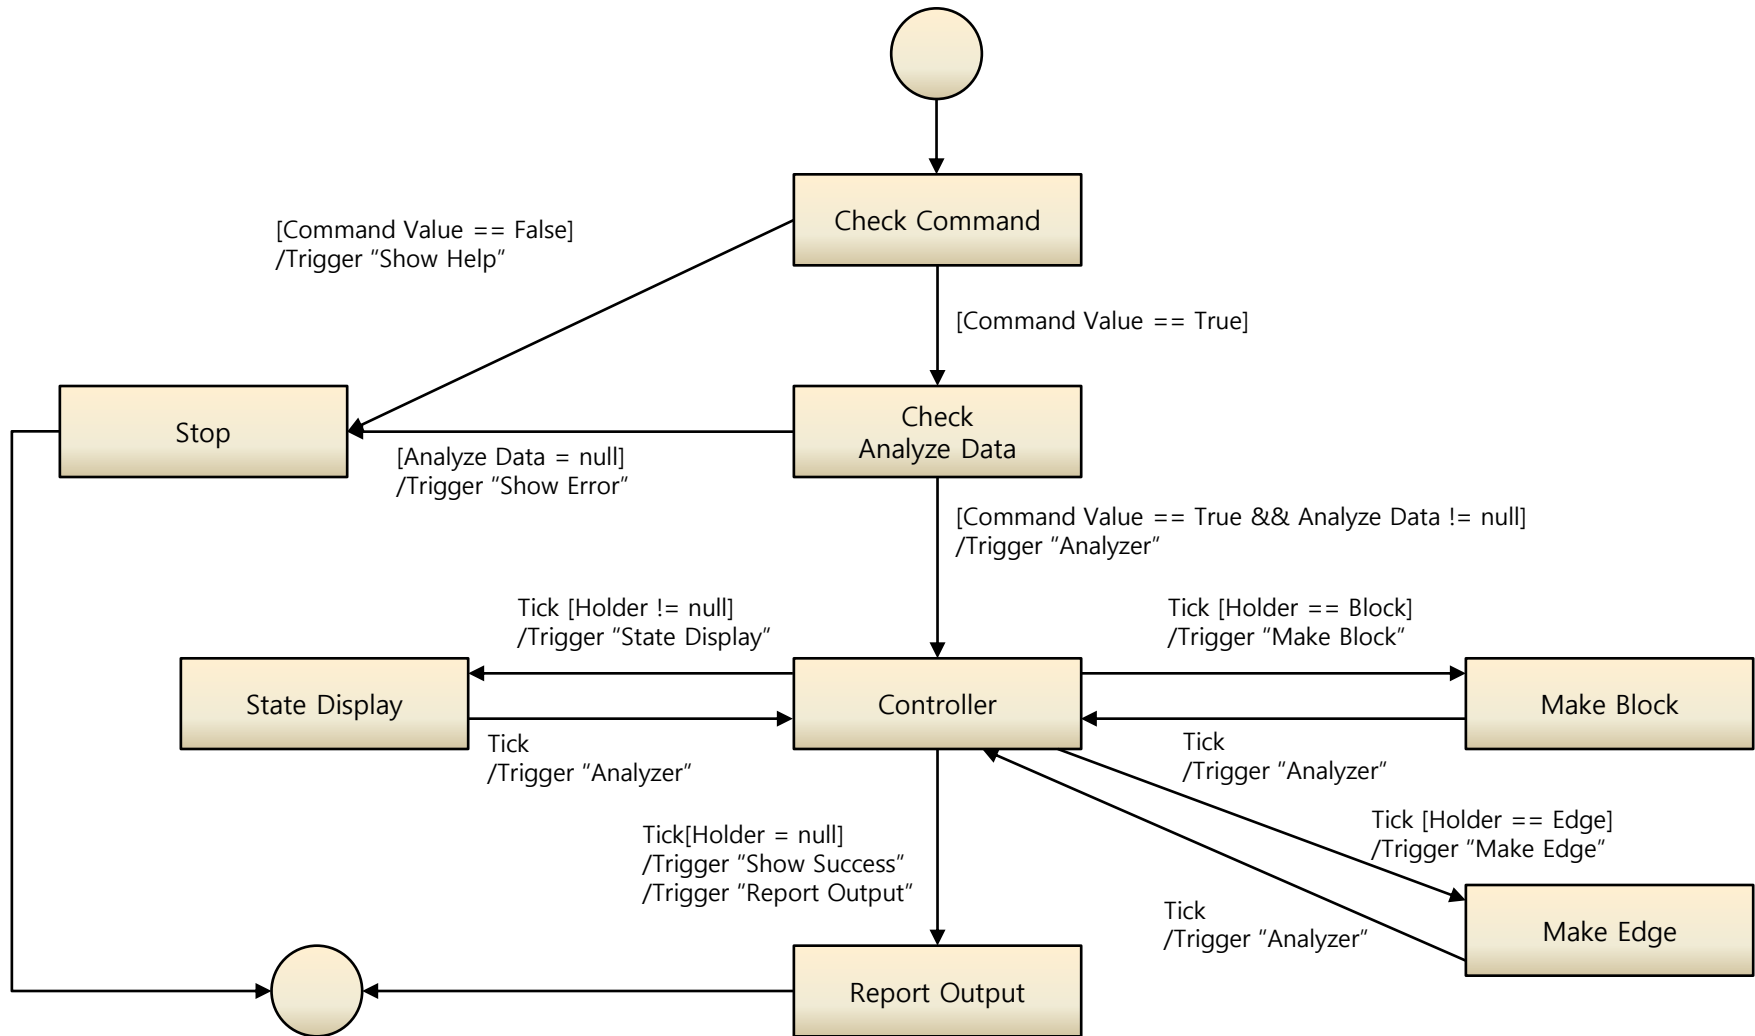 Check Command
[Command Value == False]
/Trigger “Show Help”
[Command Value == True]
Stop
Check
Analyze Data
[Analyze Data = null]
/Trigger “Show Error”
[Command Value == True && Analyze Data != null]
/Trigger “Analyzer”
Tick [Holder != null]
/Trigger “State Display”
Tick [Holder == Block]
/Trigger “Make Block”
State Display
Controller
Make Block
Tick
/Trigger “Analyzer”
Tick
/Trigger “Analyzer”
Tick [Holder == Edge]
/Trigger “Make Edge”
Tick[Holder = null]
/Trigger “Show Success”
/Trigger “Report Output”
Tick
/Trigger “Analyzer”
Make Edge
Report Output